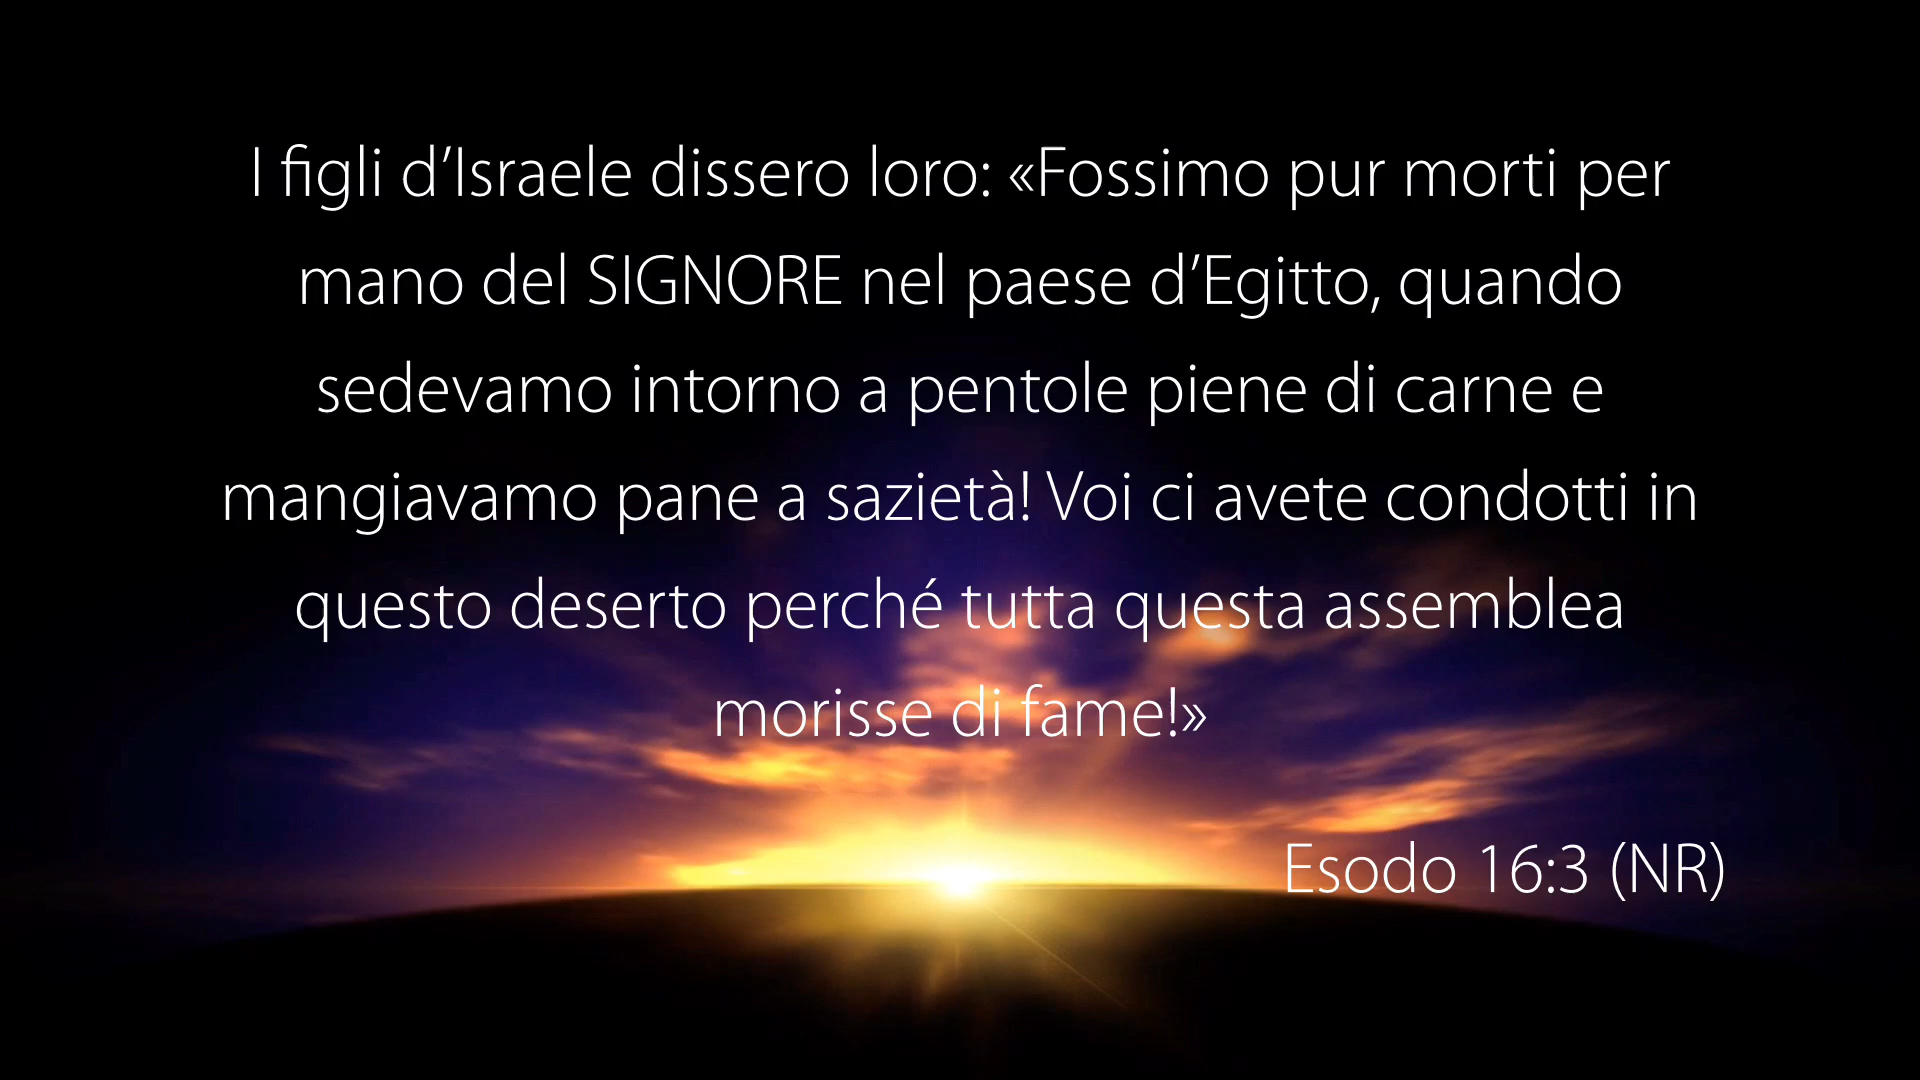 I figli d’Israele dissero loro: «Fossimo pur morti per
mano del SIGNORE nel paese d’Egitto, quando
sedevamo intorno a pentole piene di carne e
mangiavamo pane a sazietà! Voi ci avete condotti in
questo deserto perché tutta questa assemblea
morisse di fame!»
Esodo 16:3 (NR)